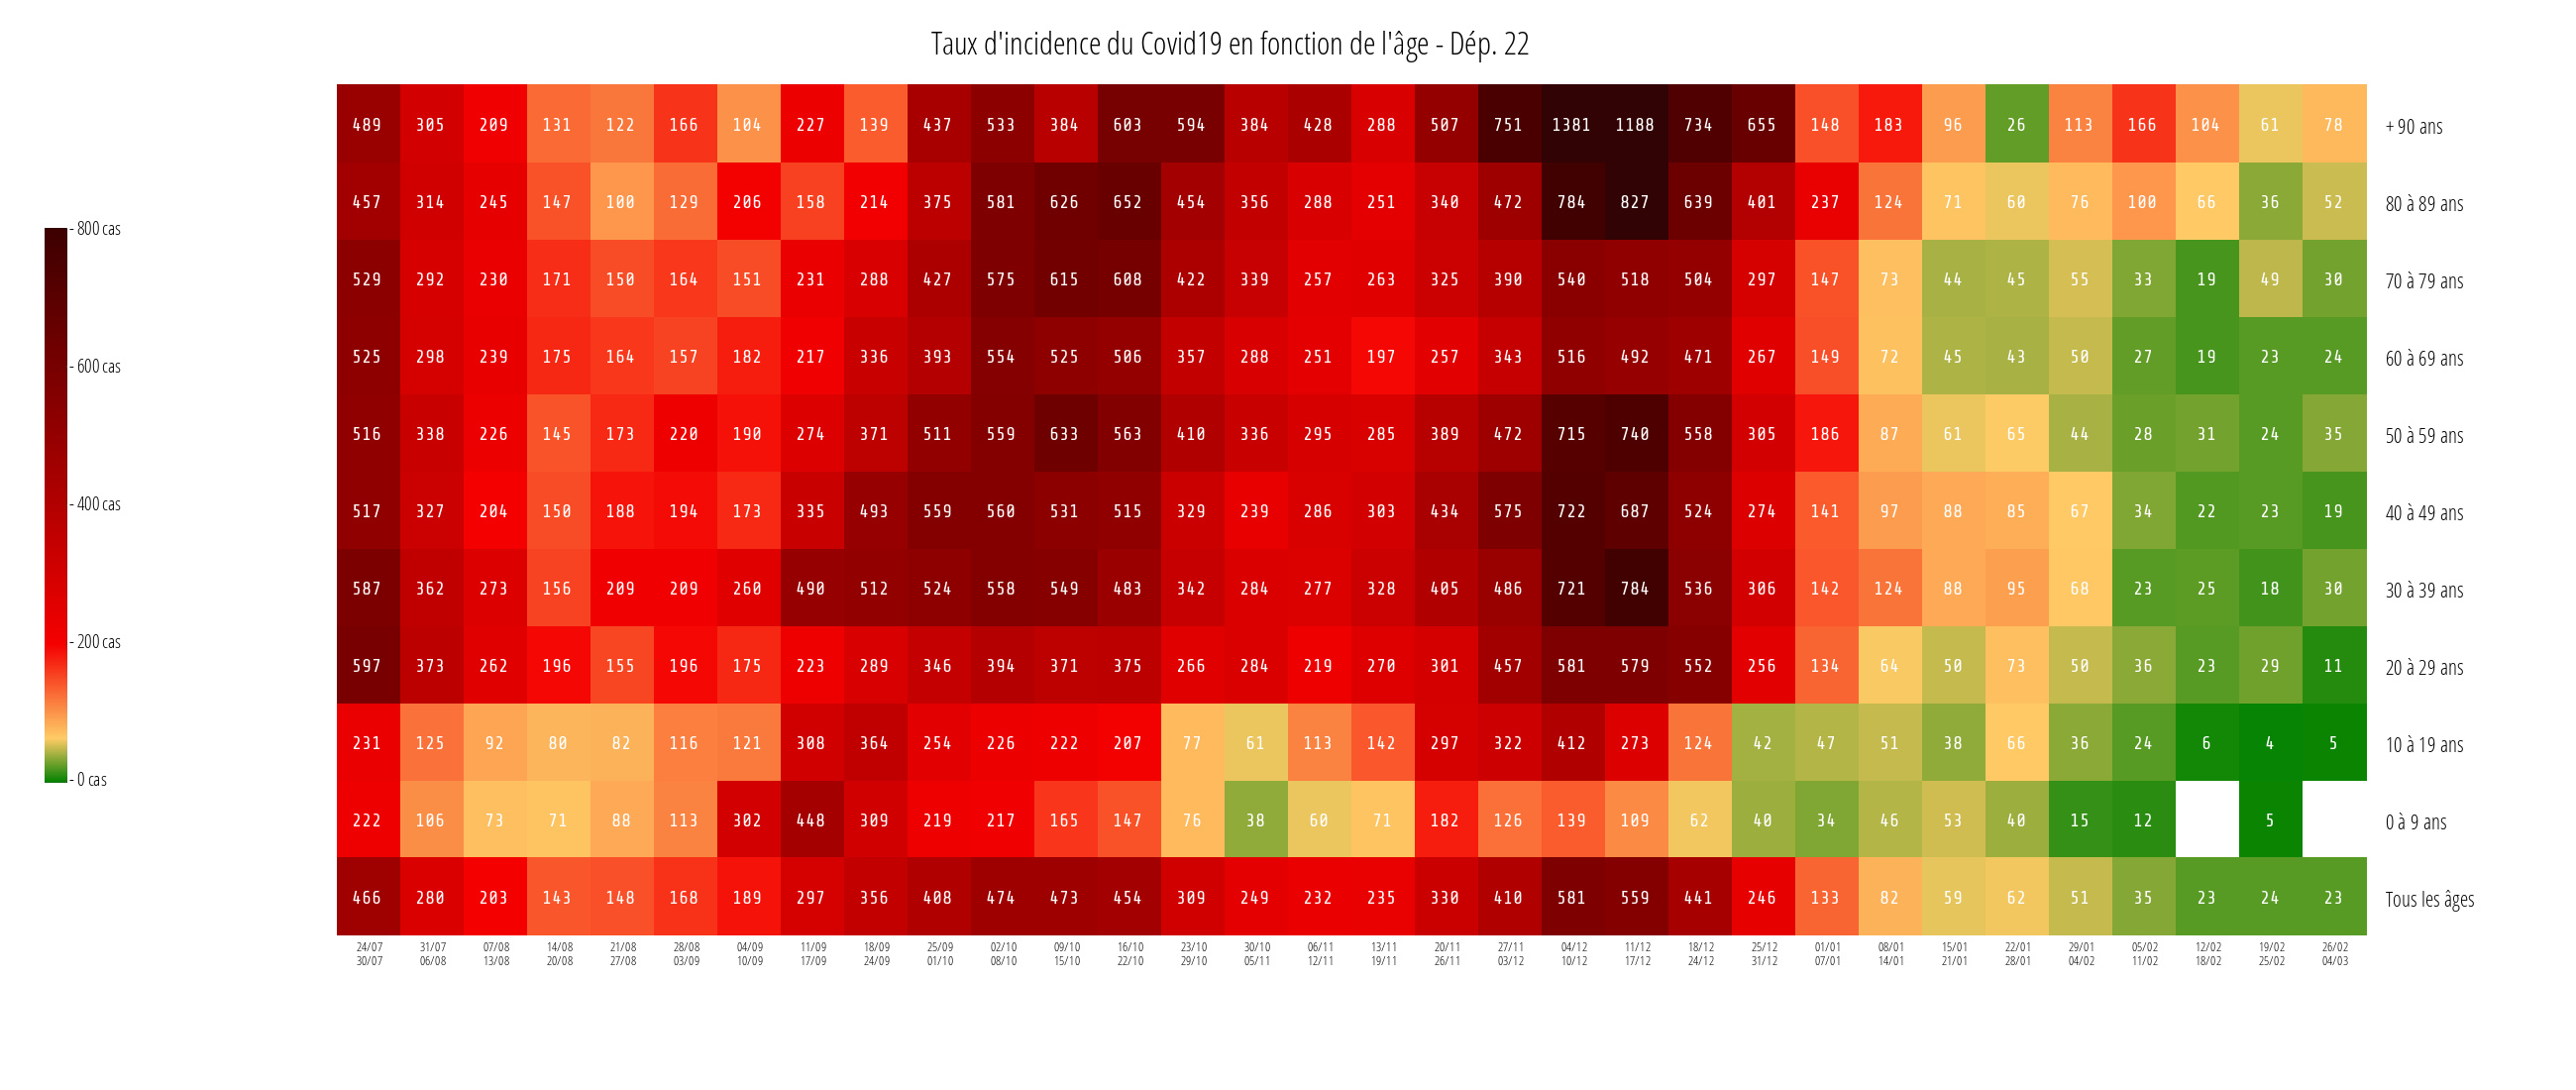 Taux d'incidence du Covid19 en fonction de l'âge - Dép. 22
- 800 cas
- 600 cas
- 400 cas
- 200 cas
- 0 cas
489 305 209 131 122 166 104 227 139 437 533 384 603 594 384 428 288 507 751 1381 1188 734 655 148 183 96 26 113 166 104 61 78 + 90 ans
457 314 245 147 100 129 206 158 214 375 581 626 652 454 356 288 251 340 472 784 827 639 401 237 124 71 60 76 100 66 36 52 80 à 89 ans
529 292 230 171 150 164 151 231 288 427 575 615 608 422 339 257 263 325 390 540 518 504 297 147 73 44 45 55 33 19 49 30 70 à 79 ans
525 298 239 175 164 157 182 217 336 393 554 525 506 357 288 251 197 257 343 516 492 471 267 149 72 45 43 50 27 19 23 24 60 à 69 ans
516 338 226 145 173 220 190 274 371 511 559 633 563 410 336 295 285 389 472 715 740 558 305 186 87 61 65 44 28 31 24 35 50 à 59 ans
517 327 204 150 188 194 173 335 493 559 560 531 515 329 239 286 303 434 575 722 687 524 274 141 97 88 85 67 34 22 23 19 40 à 49 ans
587 362 273 156 209 209 260 490 512 524 558 549 483 342 284 277 328 405 486 721 784 536 306 142 124 88 95 68 23 25 18 30 30 à 39 ans
597 373 262 196 155 196 175 223 289 346 394 371 375 266 284 219 270 301 457 581 579 552 256 134 64 50 73 50 36 23 29 11 20 à 29 ans
231 125 92 80 82 116 121 308 364 254 226 222 207 77 61 113 142 297 322 412 273 124 42 47 51 38 66 36 24 6 4 5 10 à 19 ans
222 106 73 71 88 113 302 448 309 219 217 165 147 76 38 60 71 182 126 139 109 62 40 34 46 53 40 15 12 5 0 à 9 ans
466 280 203 143 148 168 189 297 356 408 474 473 454 309 249 232 235 330 410 581 559 441 246 133 82 59 62 51 35 23 24 23 Tous les âges
24/07 31/07 07/08 14/08 21/08 28/08 04/09 11/09 18/09 25/09 02/10 09/10 16/10 23/10 30/10 06/11 13/11 20/11 27/11 04/12 11/12 18/12 25/12 01/01 08/01 15/01 22/01 29/01 05/02 12/02 19/02 26/02
30/07 06/08 13/08 20/08 27/08 03/09 10/09 17/09 24/09 01/10 08/10 15/10 22/10 29/10 05/11 12/11 19/11 26/11 03/12 10/12 17/12 24/12 31/12 07/01 14/01 21/01 28/01 04/02 11/02 18/02 25/02 04/03